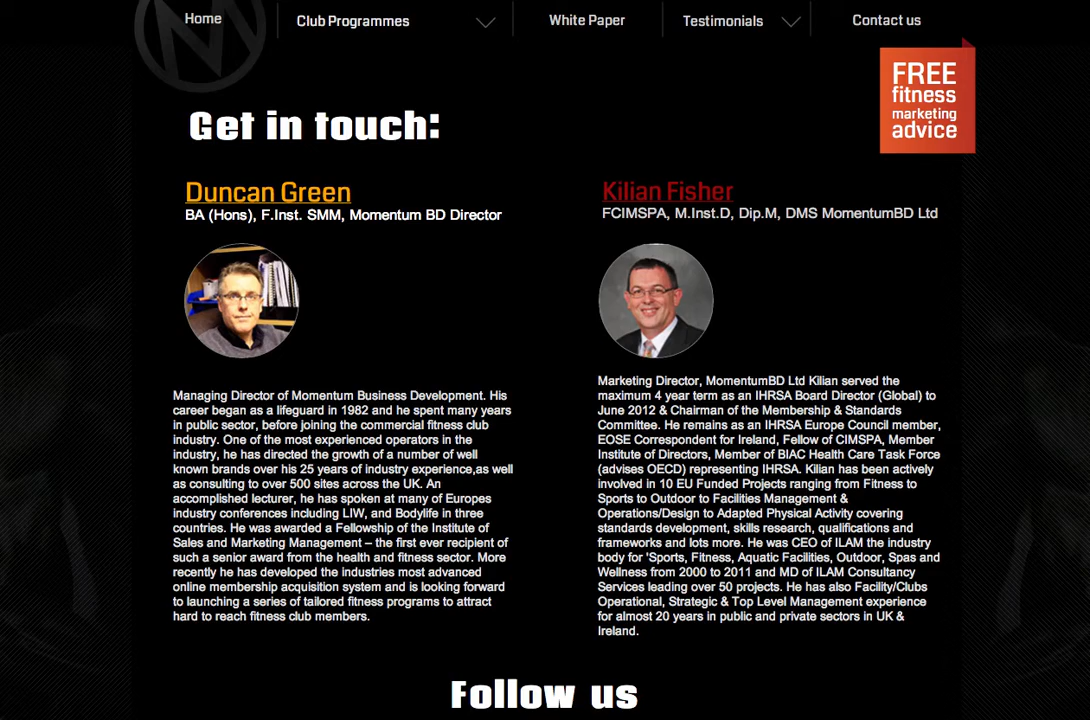 Home
Club Programmes
White Paper
Testimonials
Contact us
FREE
fitness
marketing
advice
Get in touch:
Duncan Green
BA (Hons), F.Inst. SMM, Momentum BD Director
Managing Director of Momentum Business Development. His
career began as a lifeguard in 1982 and he spent many years
in public sector, before joining the commercial fitness club
industry. One of the most experienced operators in the
industry, he has directed the growth of a number of well
known brands over his 25 years of industry experience,as well
as consulting to over 500 sites across the UK. An
accomplished lecturer, he has spoken at many of Europes
industry conferences including LIW, and Bodylife in three
countries. He was awarded a Fellowship of the Institute of
Sales and Marketing Management – the first ever recipient of
such a senior award from the health and fitness sector. More
recently he has developed the industries most advanced
online membership acquisition system and is looking forward
to launching a series of tailored fitness programs to attract
hard to reach fitness club members.
Kilian Fisher
FCIMSPA, M.Inst.D, Dip.M, DMS MomentumBD Ltd
Marketing Director, MomentumBD Ltd Kilian served the
maximum 4 year term as an IHRSA Board Director (Global) to
June 2012 & Chairman of the Membership & Standards
Committee. He remains as an IHRSA Europe Council member,
EOSE Correspondent for Ireland, Fellow of CIMSPA, Member
Institute of Directors, Member of BIAC Health Care Task Force
(advises OECD) representing IHRSA. Kilian has been actively
involved in 10 EU Funded Projects ranging from Fitness to
Sports to Outdoor to Facilities Management &
Operations/Design to Adapted Physical Activity covering
standards development, skills research, qualifications and
frameworks and lots more. He was CEO of ILAM the industry
body for 'Sports, Fitness, Aquatic Facilities, Outdoor, Spas and
Wellness from 2000 to 2011 and MD of ILAM Consultancy
Services leading over 50 projects. He has also Facility/Clubs
Operational, Strategic & Top Level Management experience
for almost 20 years in public and private sectors in UK &
Ireland.
Follow us